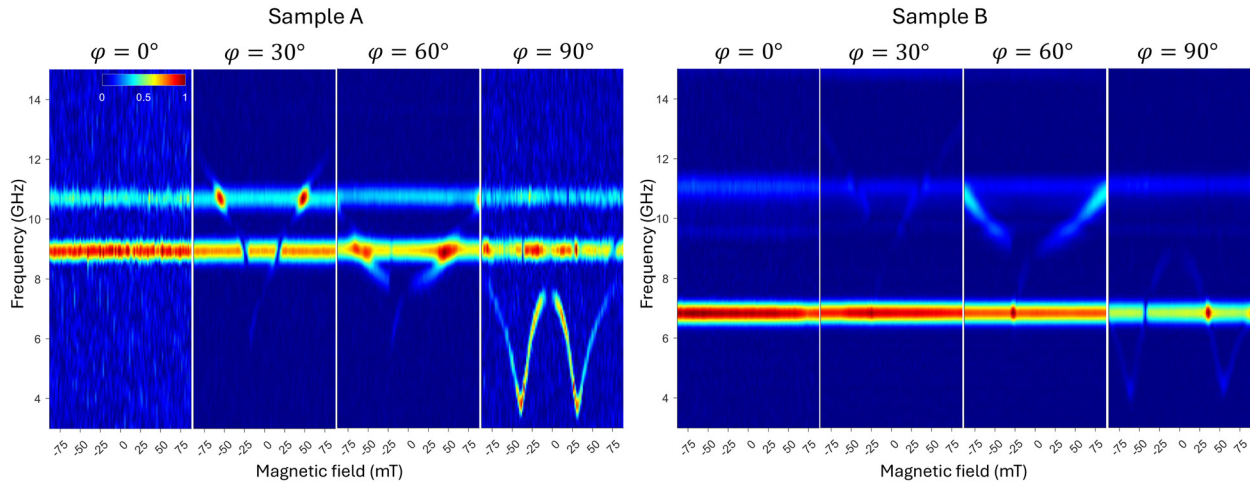 Sample A
φ = 0° φ = 30° φ = 60° φ = 90°
0 0.5 1
14
12
10
8
6
4
Frequency (GHz)
-75 -50 -25 0 25 50 75 -75 -50 -25 0 25 50 75 -75 -50 -25 0 25 50 75 -75 -50 -25 0 25 50 75
Magnetic field (mT)
Sample B
φ = 0° φ = 30° φ = 60° φ = 90°
14
12
10
8
6
4
Frequency (GHz)
-75 -50 -25 0 25 50 75 -75 -50 -25 0 25 50 75 -75 -50 -25 0 25 50 75 -75 -50 -25 0 25 50 75
Magnetic field (mT)